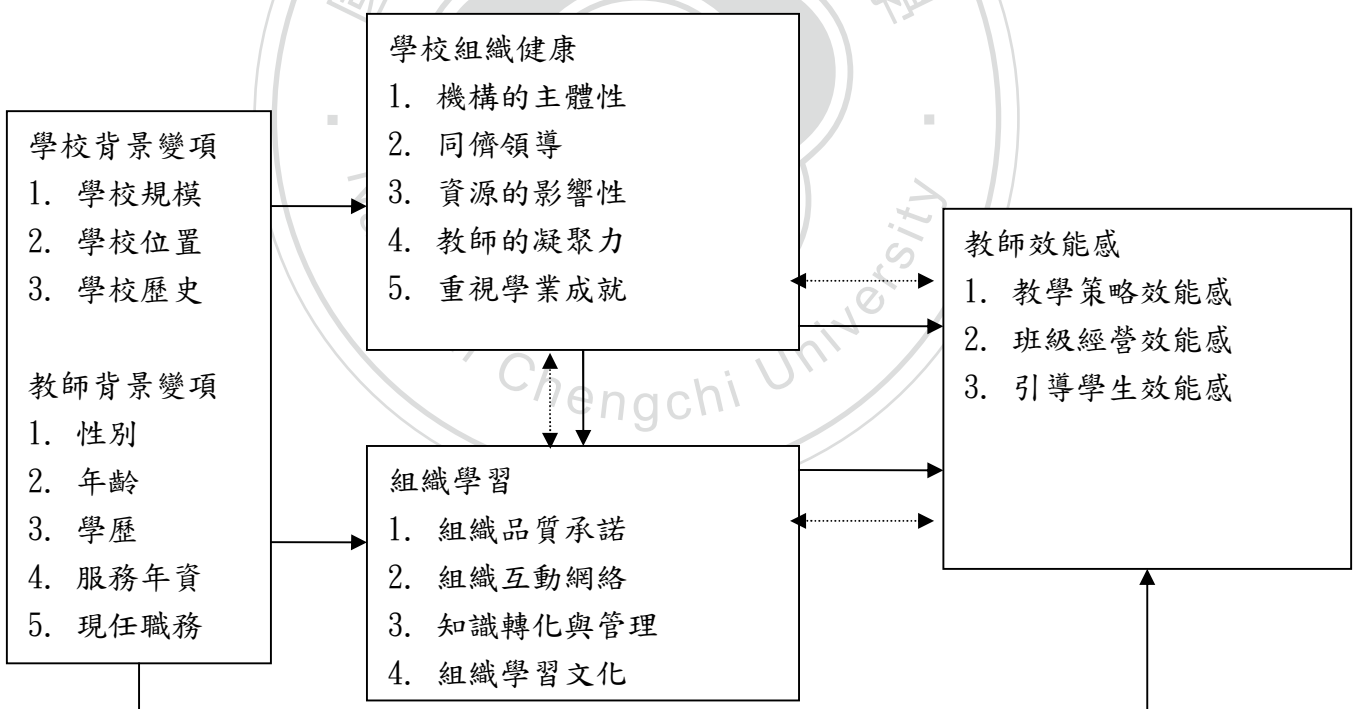 學校背景變項
1. 學校規模
2. 學校位置
3. 學校歷史
教師背景變項
1. 性別
2. 年齡
3. 學歷
4. 服務年資
5. 現任職務
學校組織健康
1. 機構的主體性
2. 同儕領導
3. 資源的影響性
4. 教師的凝聚力
5. 重視學業成就
組織學習
1. 組織品質承諾
2. 組織互動網絡
3. 知識轉化與管理
4. 組織學習文化
教師效能感
1. 教學策略效能感
2. 班級經營效能感
3. 引導學生效能感
Chengchi University